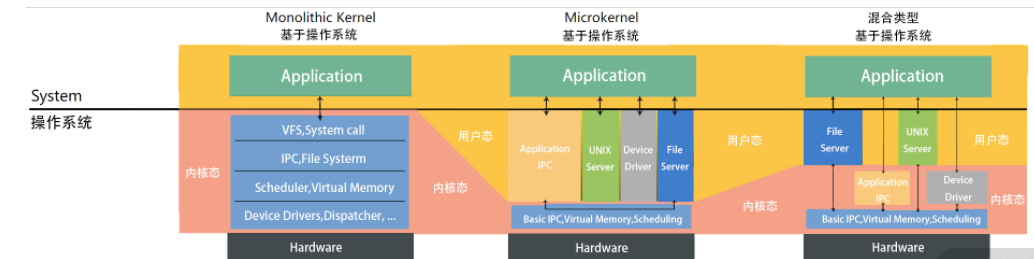 Monolithic Kernel
基于操作系统
Microkernel
基于操作系统
混合类型
基于操作系统
System
操作系统
Application
VFS,System call
IPC,File Systerm
Scheduler,Virtual Memory
Device Drivers,Dispatcher, ...
Hardware
内核态
内核态
用户态
Application
Application
IPC
UNIX
Server
Device
Driver
File
Server
Basic IPC,Virtual Memory,Scheduling
Hardware
用户态
内核态
Application
File
Server
UNIX
Server
用户态
Application
IPC
Device
Driver
内核态
Basic IPC,Virtual Memory,Scheduling
Hardware